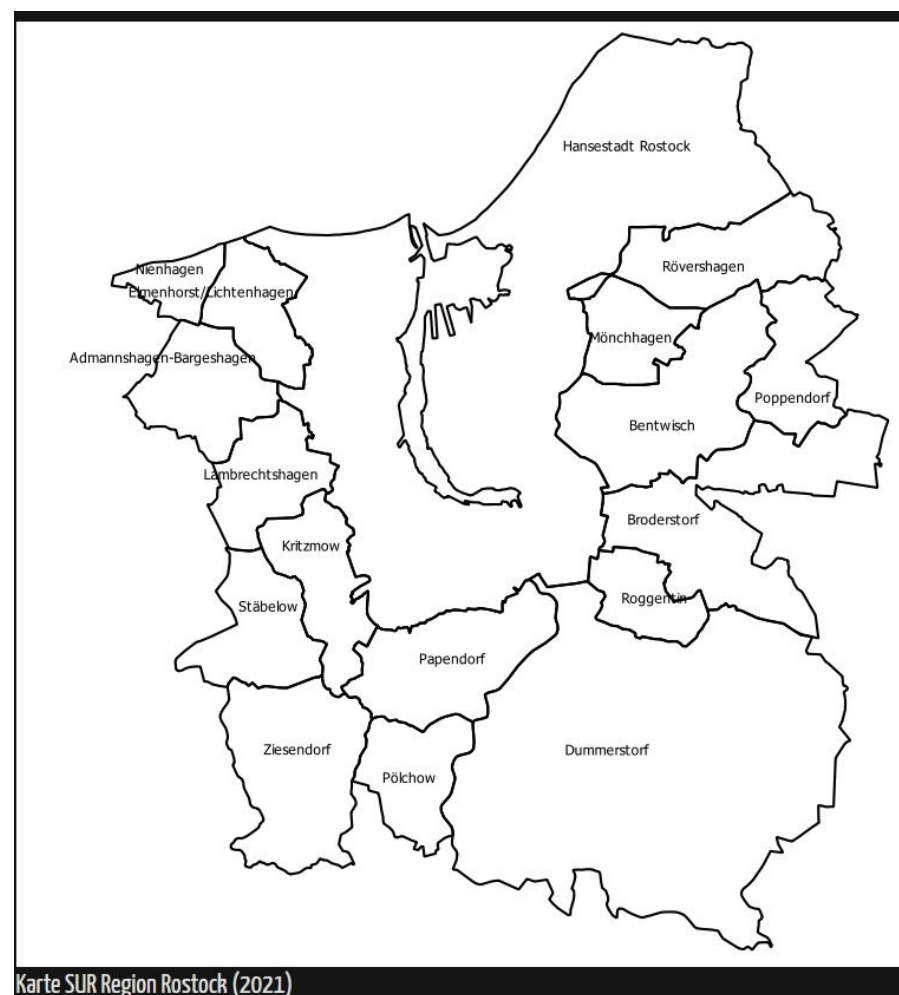 Hansestadt Rostock
Nienhagen
Rövershagen
Elmenhorst/Lichtenhagen
Mönchhagen
Admannshagen-Bargeshagen
Poppendorf
Bentwisch
Lambrechtshagen
Broderstorf
Kritzmow
Roggentin
Stäbelow
Papendorf
Ziesendorf
Dummerstorf
Pölchow
Karte SUR Region Rostock (2021)